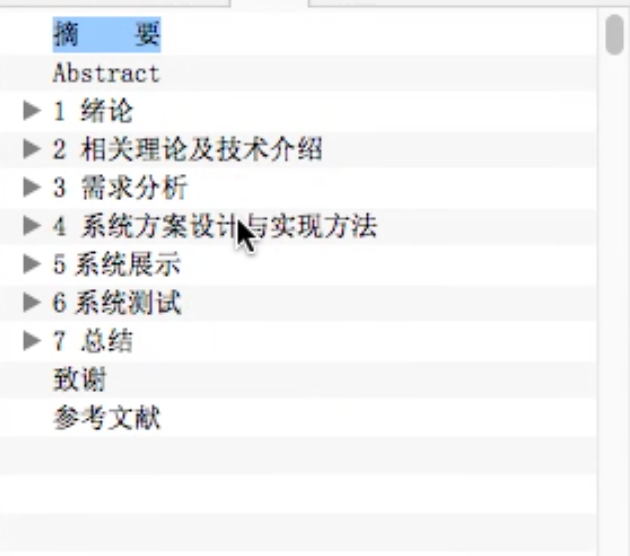 摘 要
Abstract
1 绪论
2 相关理论及技术介绍
3 需求分析
4 系统方案设计与实现方法
5 系统展示
6 系统测试
7 总结
致谢
参考文献